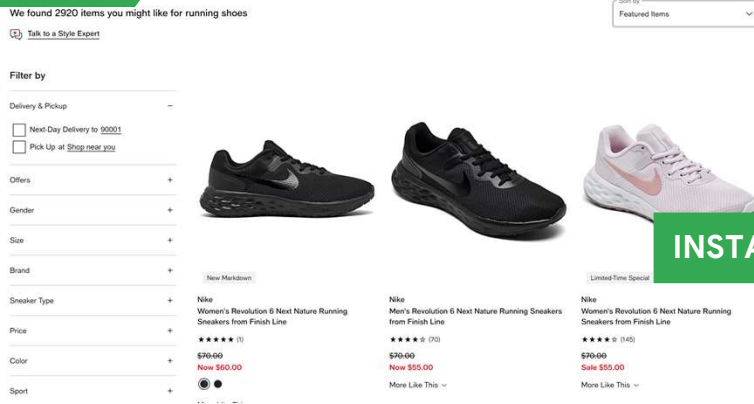 We found 2920 items you might like for running shoes
Sort By
Featured Items
Talk to a Style Expert
Filter by
Delivery & Pickup
Next-Day Delivery to 90001
Pick Up at Shop near you
Offers
Gender
Size
Brand
Sneaker Type
Price
Color
Sport
New Markdown
Nike
Women's Revolution 6 Next Nature Running
Sneakers from Finish Line
(1)
$70.00
Now $60.00
Nike
Men's Revolution 6 Next Nature Running Sneakers
from Finish Line
(70)
$70.00
Now $55.00
More Like This
Limited-Time Special
INSTA
Nike
Women's Revolution 6 Next Nature Running
Sneakers from Finish Line
(145)
$70.00
Sale $55.00
More Like This